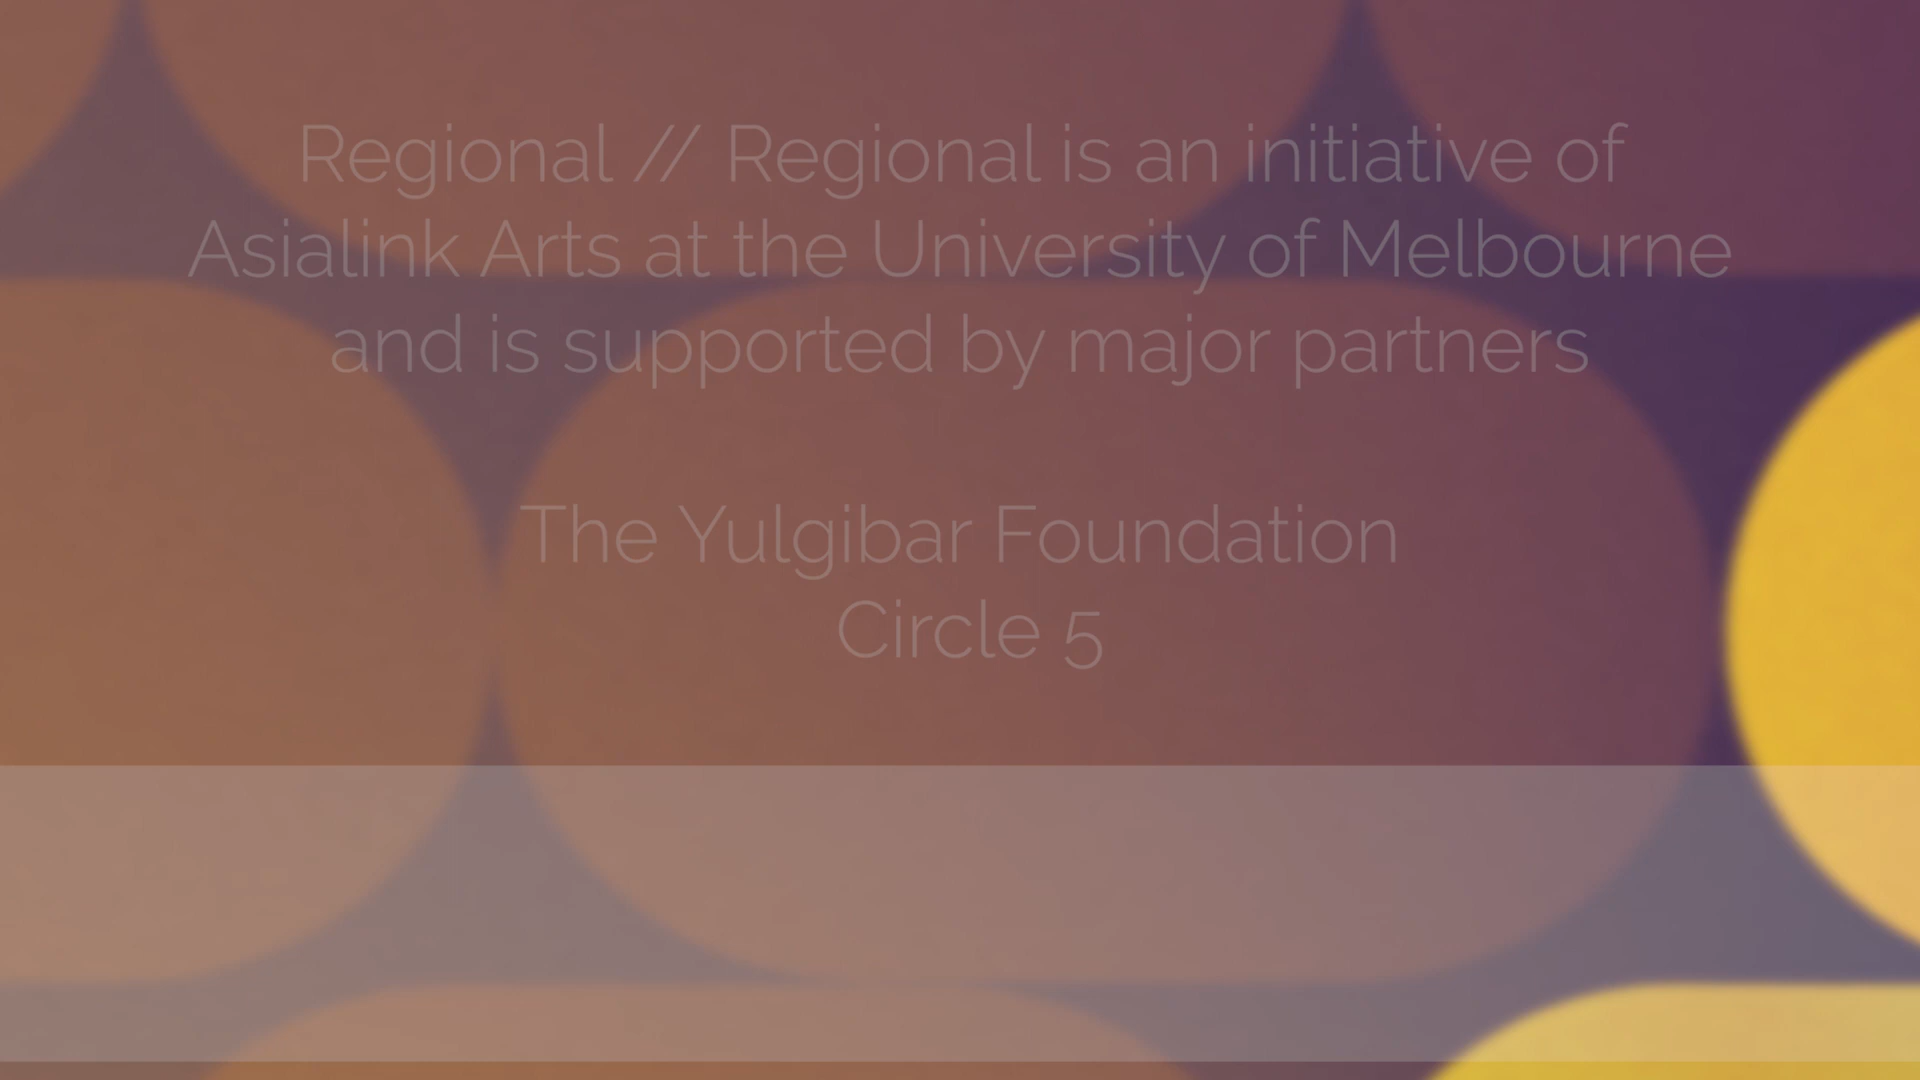 Regional // Regional is an initiative of
Asialink Arts at the University of Melbourne
and is supported by major partners
The Yulgibar Foundation
Circle 5